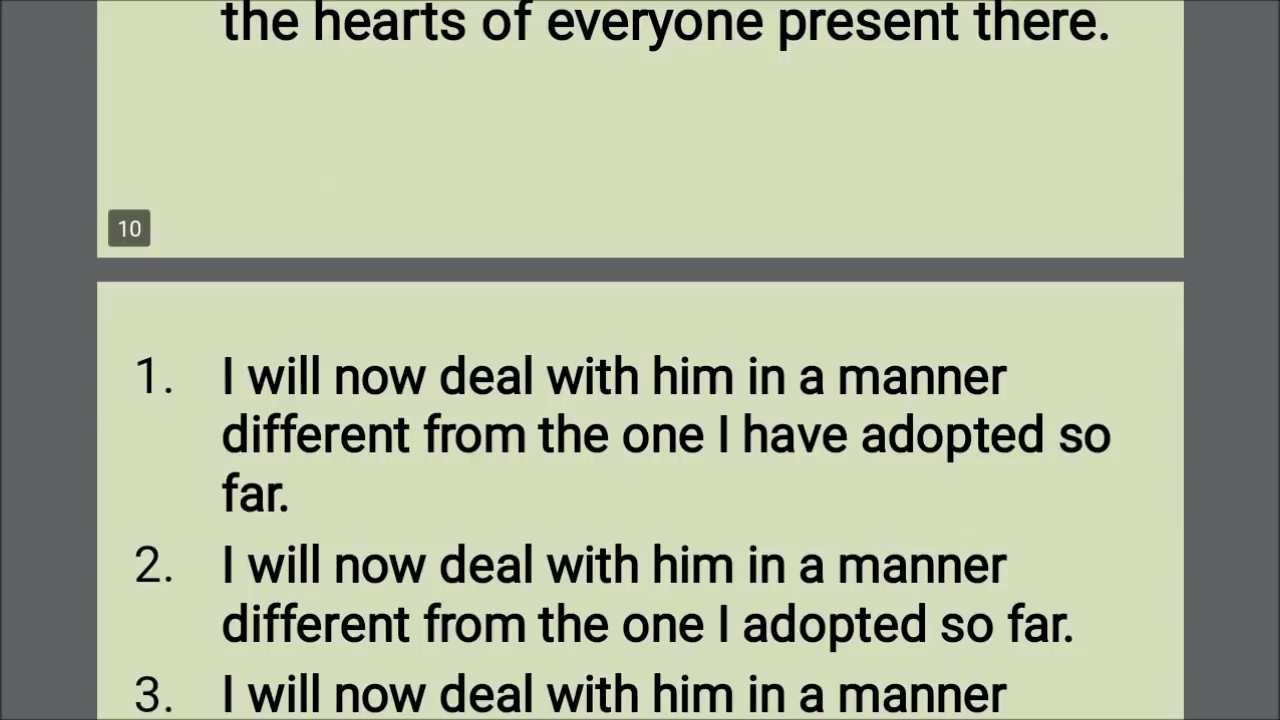 the hearts of everyone present there.
10
1. I will now deal with him in a manner
different from the one I have adopted so
far.
2. I will now deal with him in a manner
different from the one I adopted so far.
3. I will now deal with him in a manner